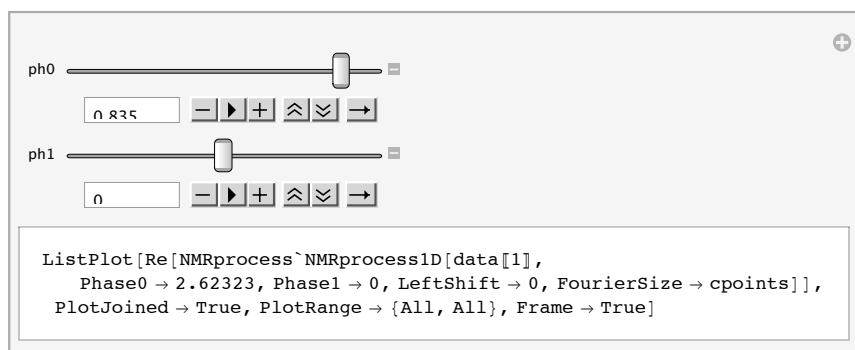 ph0
0.835
ph1
0
ListPlot[Re[NMRprocess`NMRprocess1D[data〚1〛,
Phase0 → 2.62323, Phase1 → 0, LeftShift → 0, FourierSize → cpoints]],
PlotJoined → True, PlotRange → {All, All}, Frame → True]